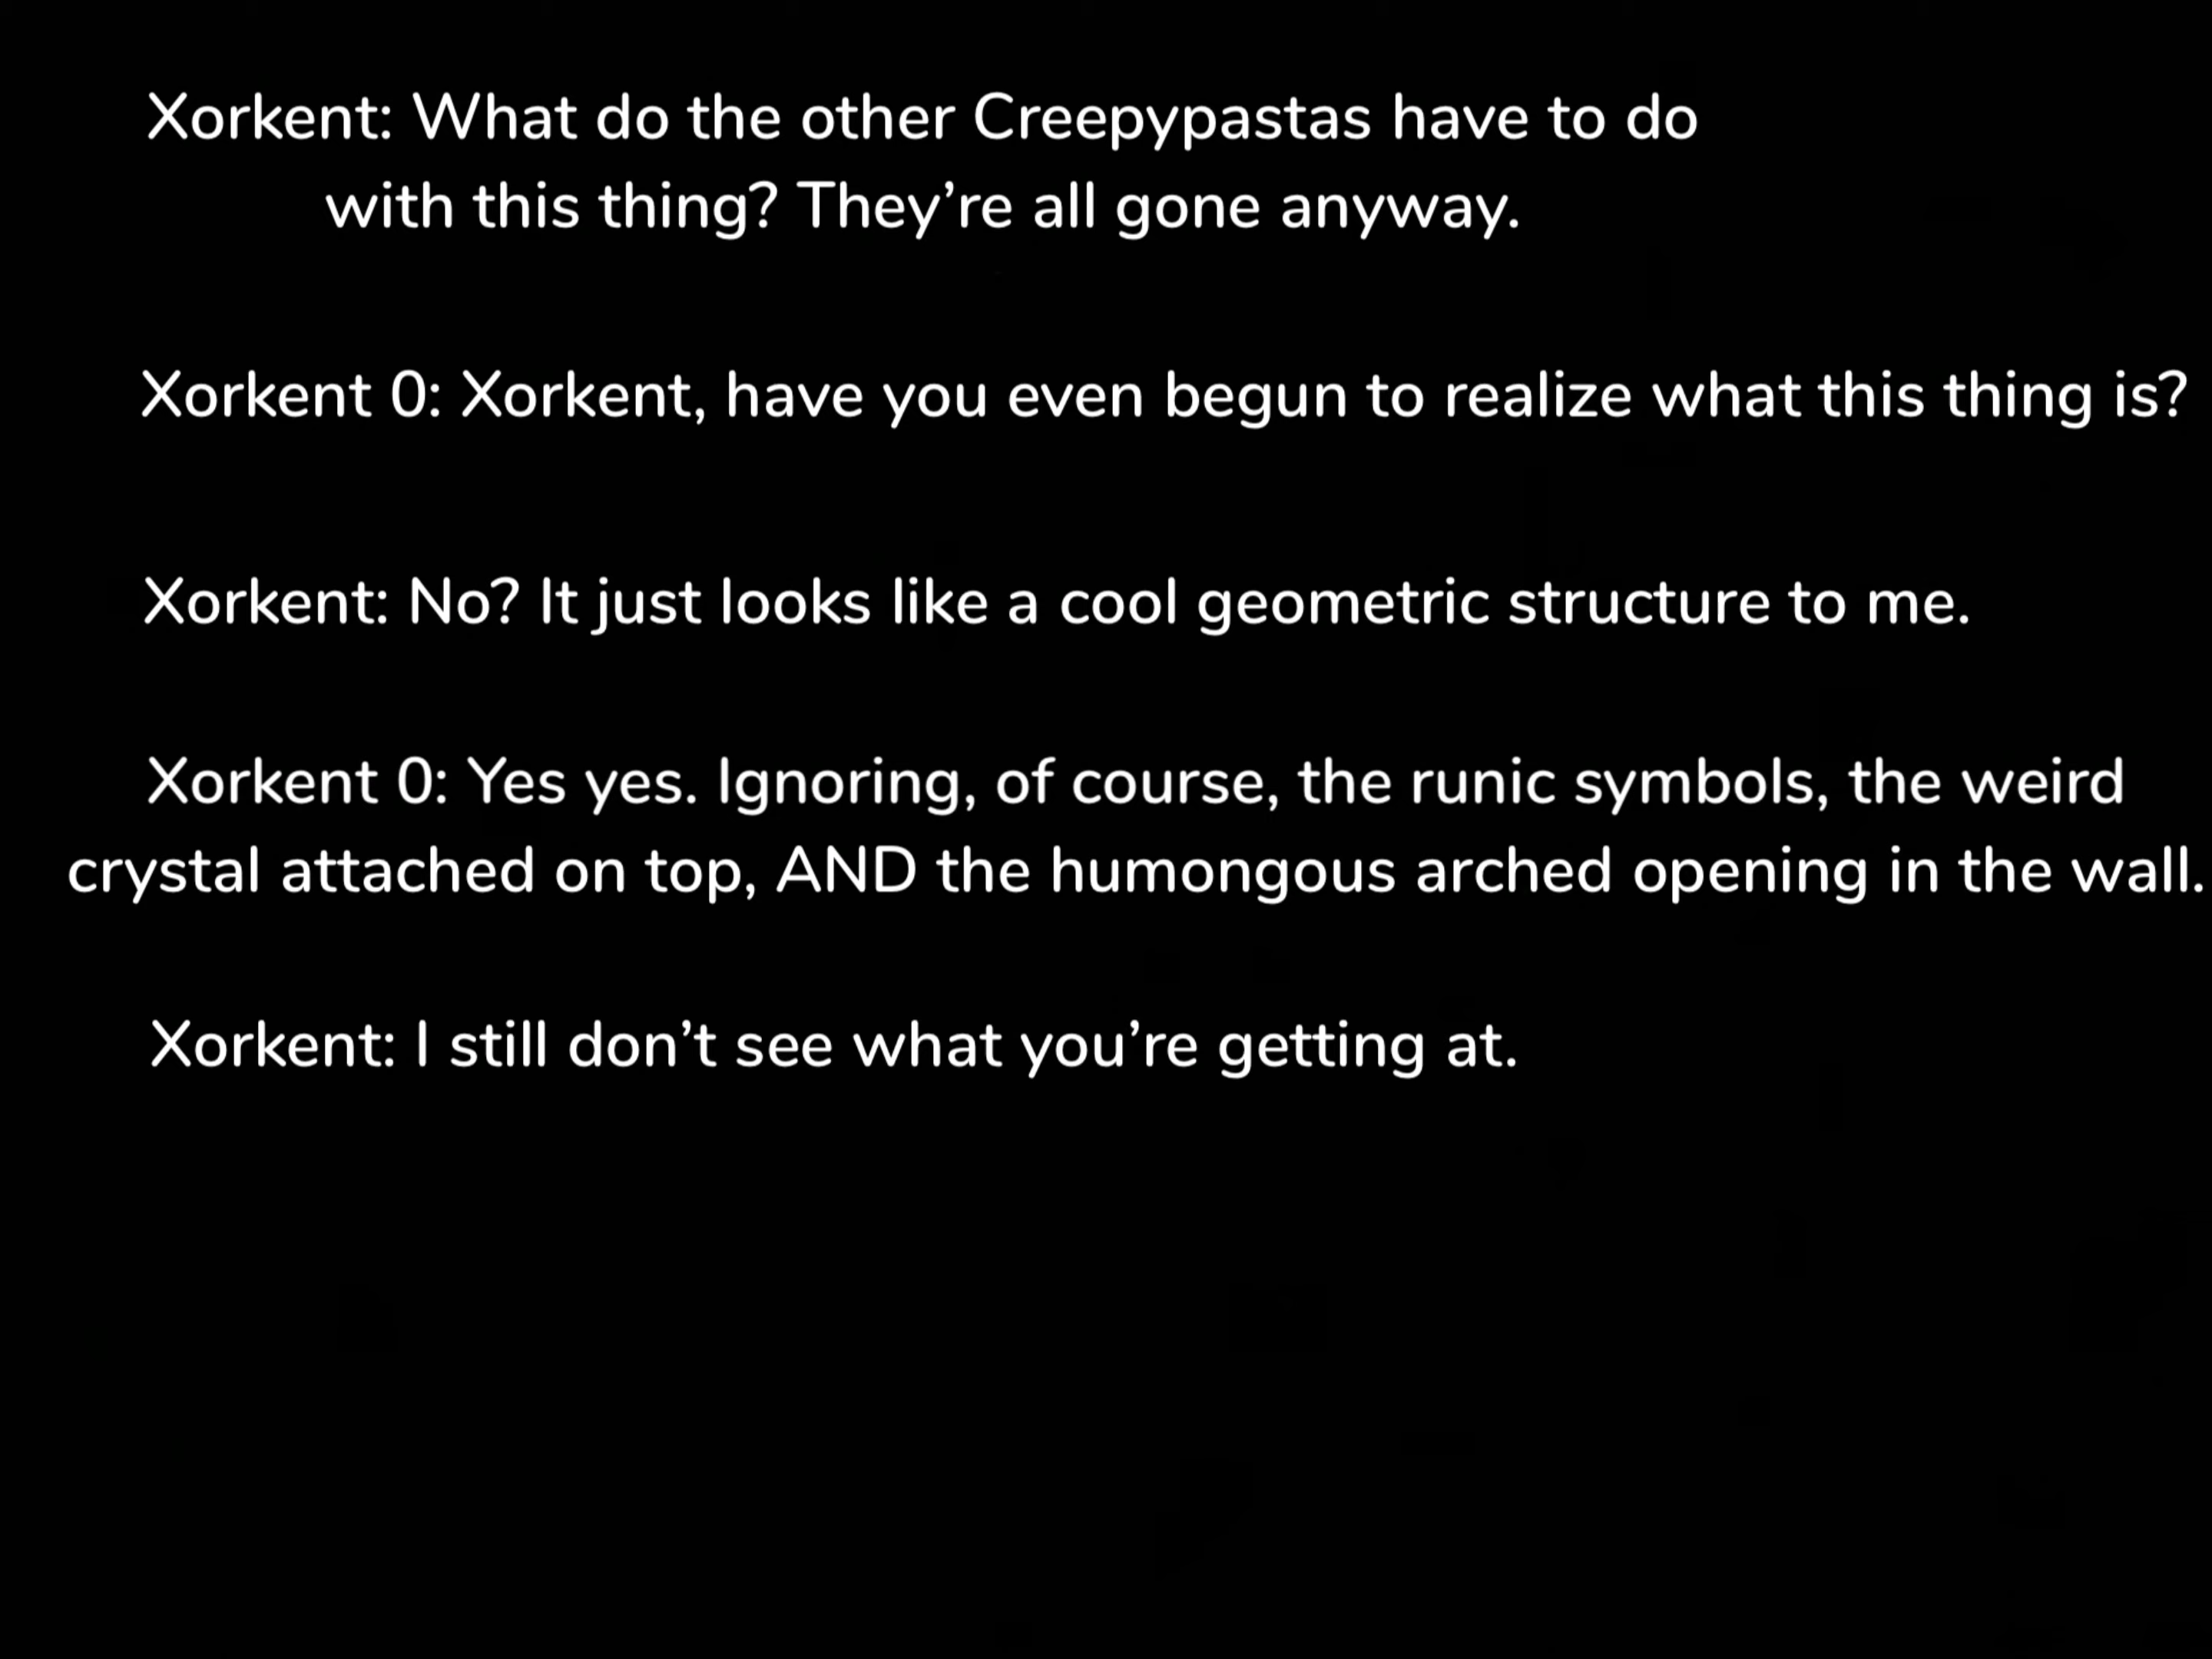 Xorkent: What do the other Creepypastas have to do
with this thing? They’re all gone anyway.
Xorkent 0: Xorkent, have you even begun to realize what this thing is?
Xorkent: No? It just looks like a cool geometric structure to me.
Xorkent 0: Yes yes. Ignoring, of course, the runic symbols, the weird
crystal attached on top, AND the humongous arched opening in the wall.
Xorkent: I still don’t see what you’re getting at.